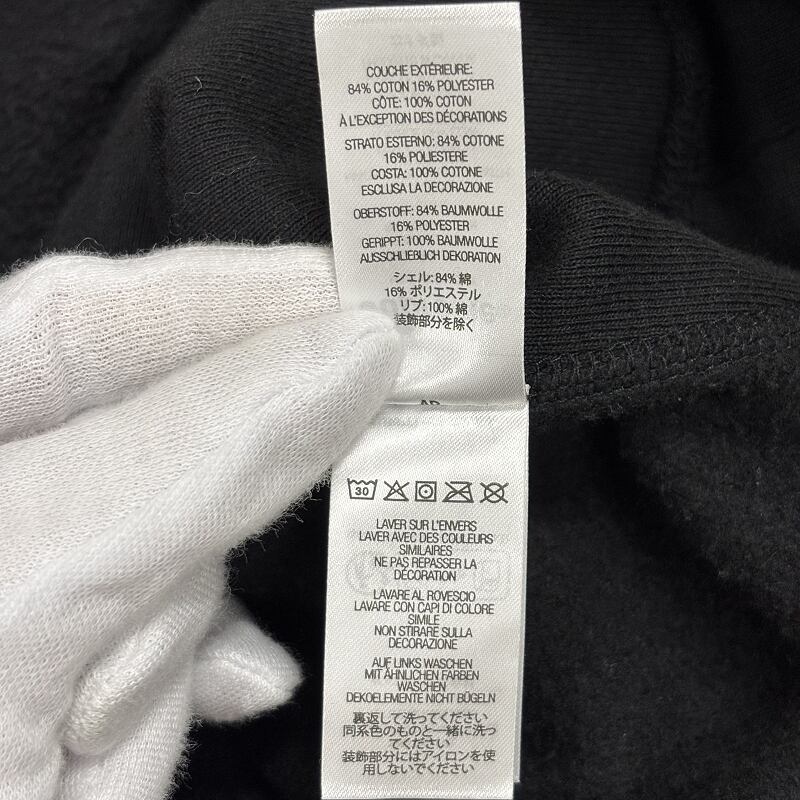 COUCHE EXTÉRIEURE:
84% COTON 16% POLYESTER
CÔTE: 100% COTON
À L'EXCEPTION DES DÉCORATIONS
STRATO ESTERNO: 84% COTONE
16% POLIESTERE
COSTA: 100% COTONE
ESCLUSA LA DECORAZIONE
OBERSTOFF: 84% BAUMWOLLE
16% POLYESTER
GERIPPT: 100% BAUMWOLLE
AUSSCHLIEßLICH DEKORATION
シェル: 84% 綿
16% ポリエステル
リブ: 100% 綿
装飾部分を除く
30
LAVER SUR L'ENVERS
LAVER AVEC DES COULEURS
SIMILAIRES
NE PAS REPASSER LA
DÉCORATION
LAVARE AL ROVESCIO
LAVARE CON CAPI DI COLORE
SIMILE
NON STIRARE SULLA
DECORAZIONE
AUF LINKS WASCHEN
MIT ÄHNLICHEN FARBEN
WASCHEN
DEKOELEMENTE NICHT BÜGELN
裏返して洗ってください
同系色のものと一緒に洗っ
てください
装飾部分にはアイロンを使
用しないでください